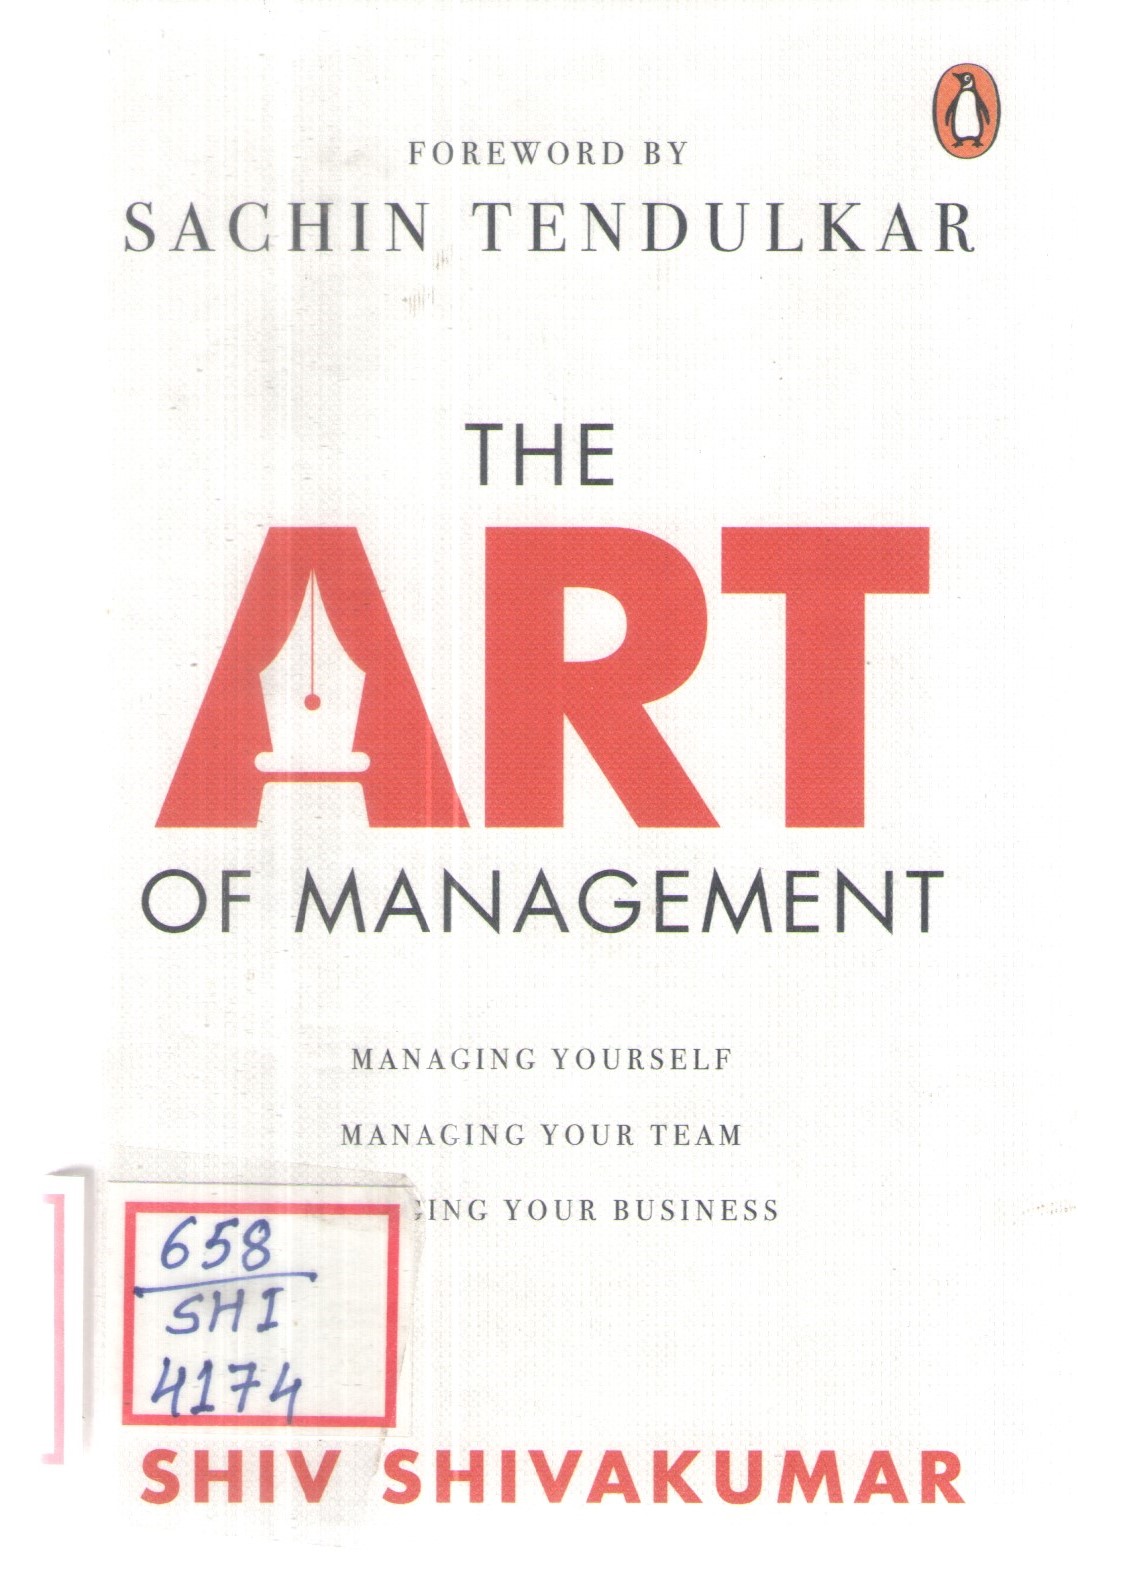 FOREWORD BY
SACHIN TENDULKAR
THE
ART
OF MANAGEMENT
MANAGING YOURSELF
MANAGING YOUR TEAM
GING YOUR BUSINESS
658
SHI
4174
SHIV SHIVAKUMAR